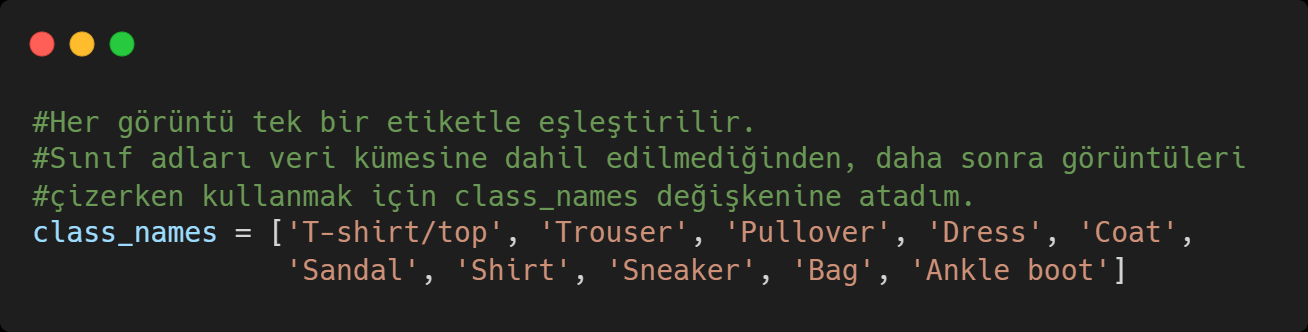 #Her görüntü tek bir etiketle eşleştirilir.
#Sınıf adları veri kümesine dahil edilmediğinden, daha sonra görüntüleri
#çizerken kullanmak için class_names değişkenine atadım.
class_names = ['T-shirt/top', 'Trouser', 'Pullover', 'Dress', 'Coat',
               'Sandal', 'Shirt', 'Sneaker', 'Bag', 'Ankle boot']